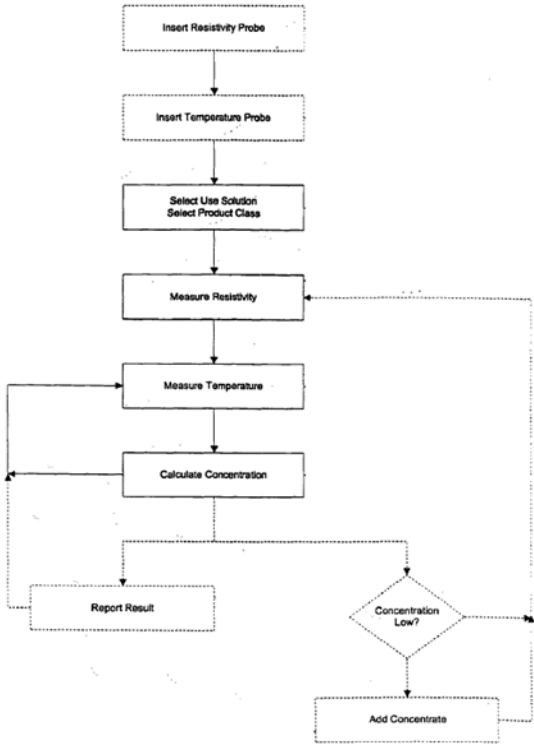 Insert Resistivity Probe
Insert Temperature Probe
Select Use Solution
Select Product Class
Measure Resistivity
Measure Temperature
Calculate Concentration
Report Result
Concentration
Low?
Add Concentrate